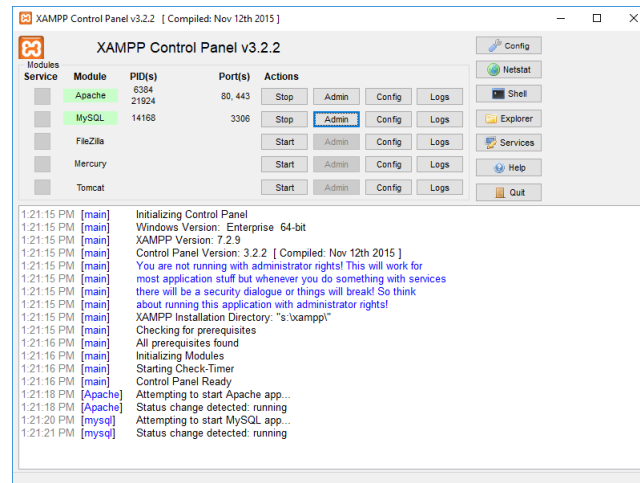 XAMPP Control Panel v3.2.2 [ Compiled: Nov 12th 2015 ]
XAMPP Control Panel v3.2.2
Config
Modules
Service Module PID(s) Port(s) Actions
Netstat
Apache 6384 21924 80, 443 Stop Admin Config Logs
Shell
MySQL 14168 3306 Stop Admin Config Logs
Explorer
FileZilla Start Admin Config Logs
Services
Mercury Start Admin Config Logs
Help
Tomcat Start Admin Config Logs
Quit
1:21:15 PM [main] Initializing Control Panel
1:21:15 PM [main] Windows Version: Enterprise 64-bit
1:21:15 PM [main] XAMPP Version: 7.2.9
1:21:15 PM [main] Control Panel Version: 3.2.2 [ Compiled: Nov 12th 2015 ]
1:21:15 PM [main] You are not running with administrator rights! This will work for
1:21:15 PM [main] most application stuff but whenever you do something with services
1:21:15 PM [main] there will be a security dialogue or things will break! So think
1:21:15 PM [main] about running this application with administrator rights!
1:21:15 PM [main] XAMPP Installation Directory: "s:\xampp\"
1:21:15 PM [main] Checking for prerequisites
1:21:16 PM [main] All prerequisites found
1:21:16 PM [main] Initializing Modules
1:21:16 PM [main] Starting Check-Timer
1:21:16 PM [main] Control Panel Ready
1:21:18 PM [Apache] Attempting to start Apache app...
1:21:18 PM [Apache] Status change detected: running
1:21:20 PM [mysql] Attempting to start MySQL app...
1:21:21 PM [mysql] Status change detected: running